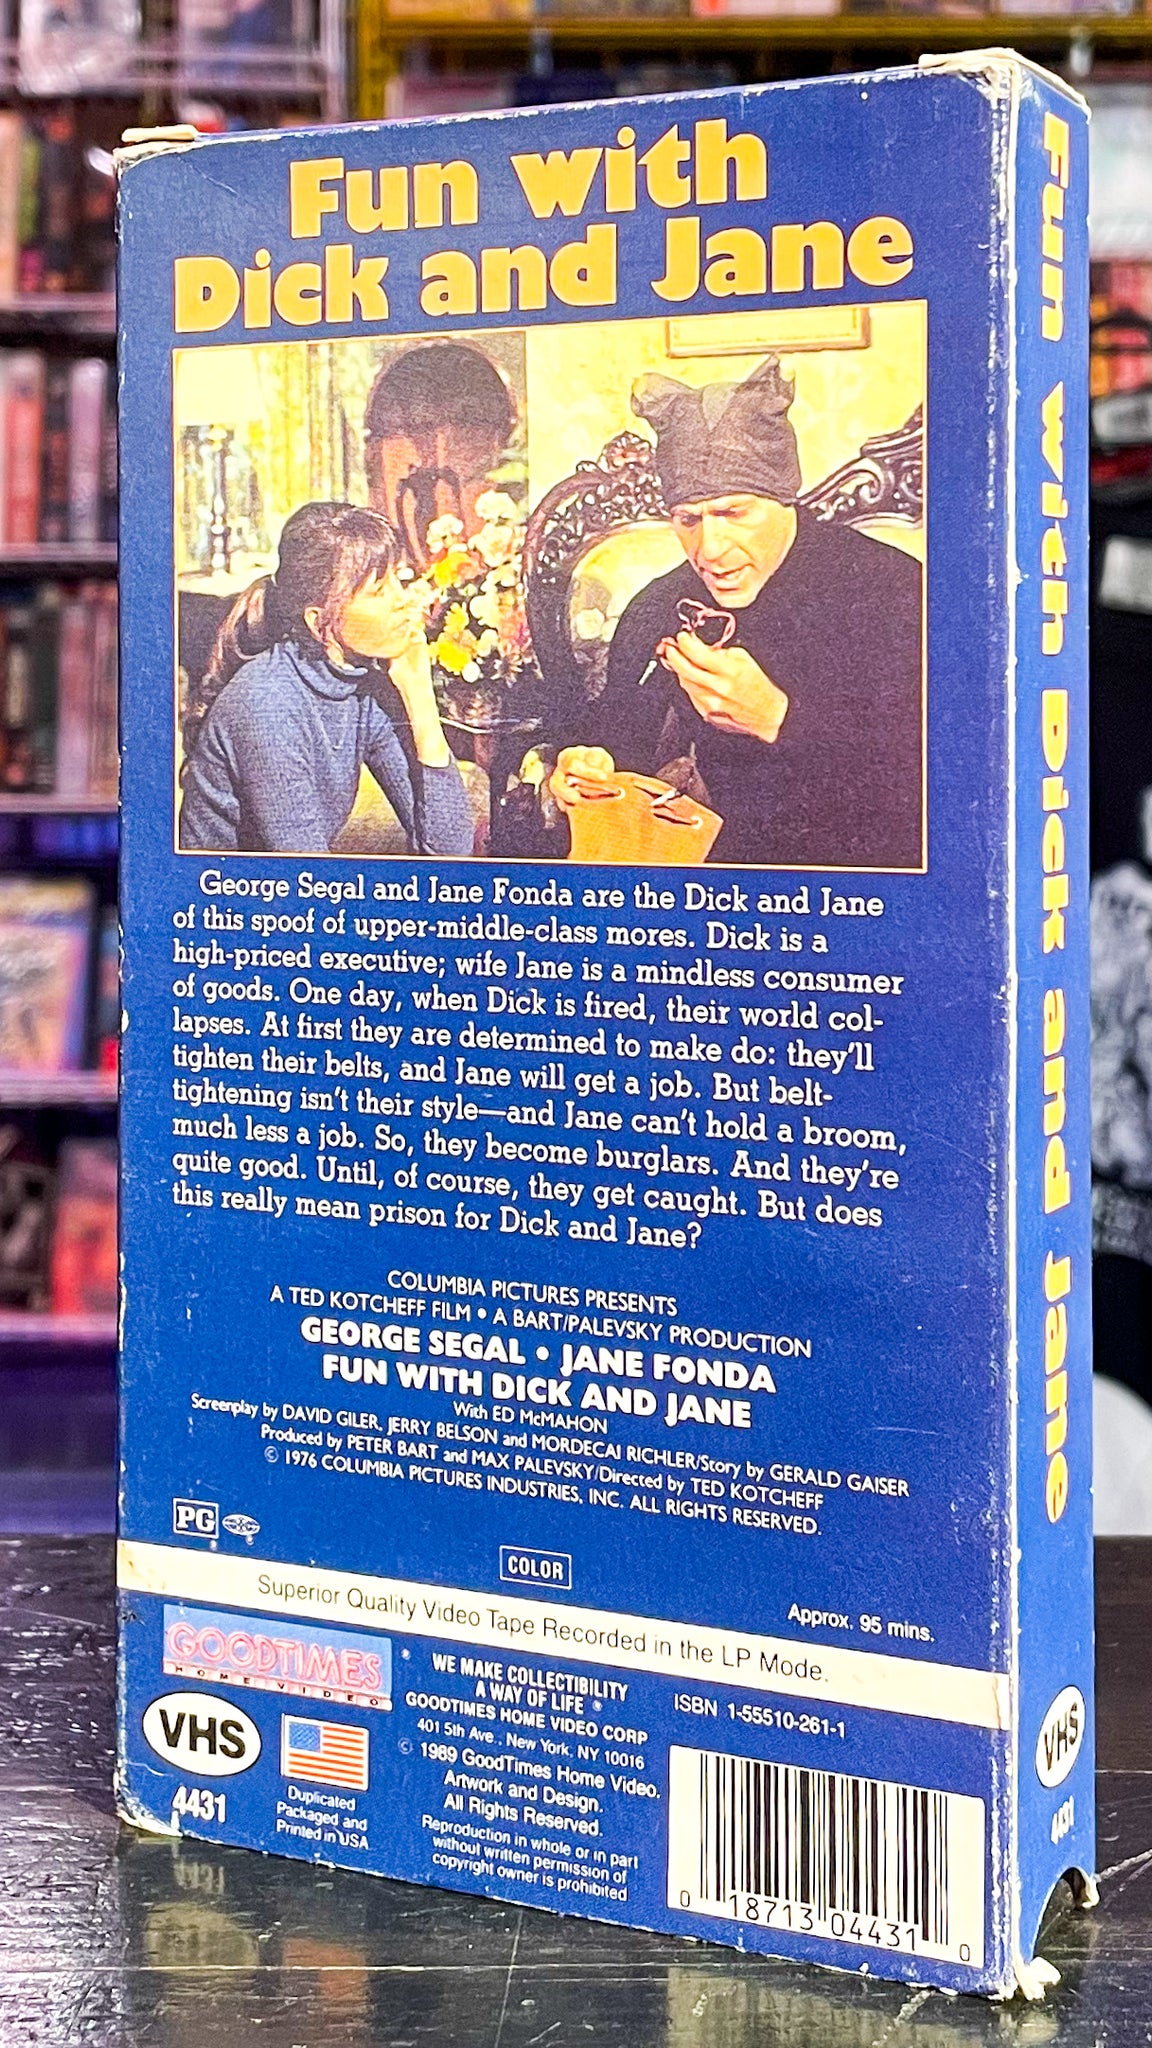 Fun with
Dick and Jane
George Segal and Jane Fonda are the Dick and Jane
of this spoof of upper-middle-class mores. Dick is a
high-priced executive; wife Jane is a mindless consumer
of goods. One day, when Dick is fired, their world col-
lapses. At first they are determined to make do: they'll
tighten their belts, and Jane will get a job. But belt-
tightening isn't their style—and Jane can't hold a broom,
much less a job. So, they become burglars. And they're
quite good. Until, of course, they get caught. But does
this really mean prison for Dick and Jane?
COLUMBIA PICTURES PRESENTS
A TED KOTCHEFF FILM • A BART/PALEVSKY PRODUCTION
GEORGE SEGAL • JANE FONDA
FUN WITH DICK AND JANE
With ED McMAHON
Screenplay by DAVID GILER, JERRY BELSON and MORDECAI RICHLER/Story by GERALD GAISER
Produced by PETER BART and MAX PALEVSKY/Directed by TED KOTCHEFF
© 1976 COLUMBIA PICTURES INDUSTRIES, INC. ALL RIGHTS RESERVED.
PG
COLOR
Approx. 95 mins.
Superior Quality Video Tape Recorded in the LP Mode.
GOODTIMES
HOME VIDEO
VHS
4431
Duplicated
Packaged and
Printed in USA
WE MAKE COLLECTIBILITY
A WAY OF LIFE
GOODTIMES HOME VIDEO CORP
401 5th Ave., New York, NY 10016
© 1989 GoodTimes Home Video.
Artwork and Design.
All Rights Reserved.
Reproduction in whole or in part
without written permission of
copyright owner is prohibited
ISBN 1-55510-261-1
0 18713 04431 0
Fun with Dick and Jane
VHS
4431